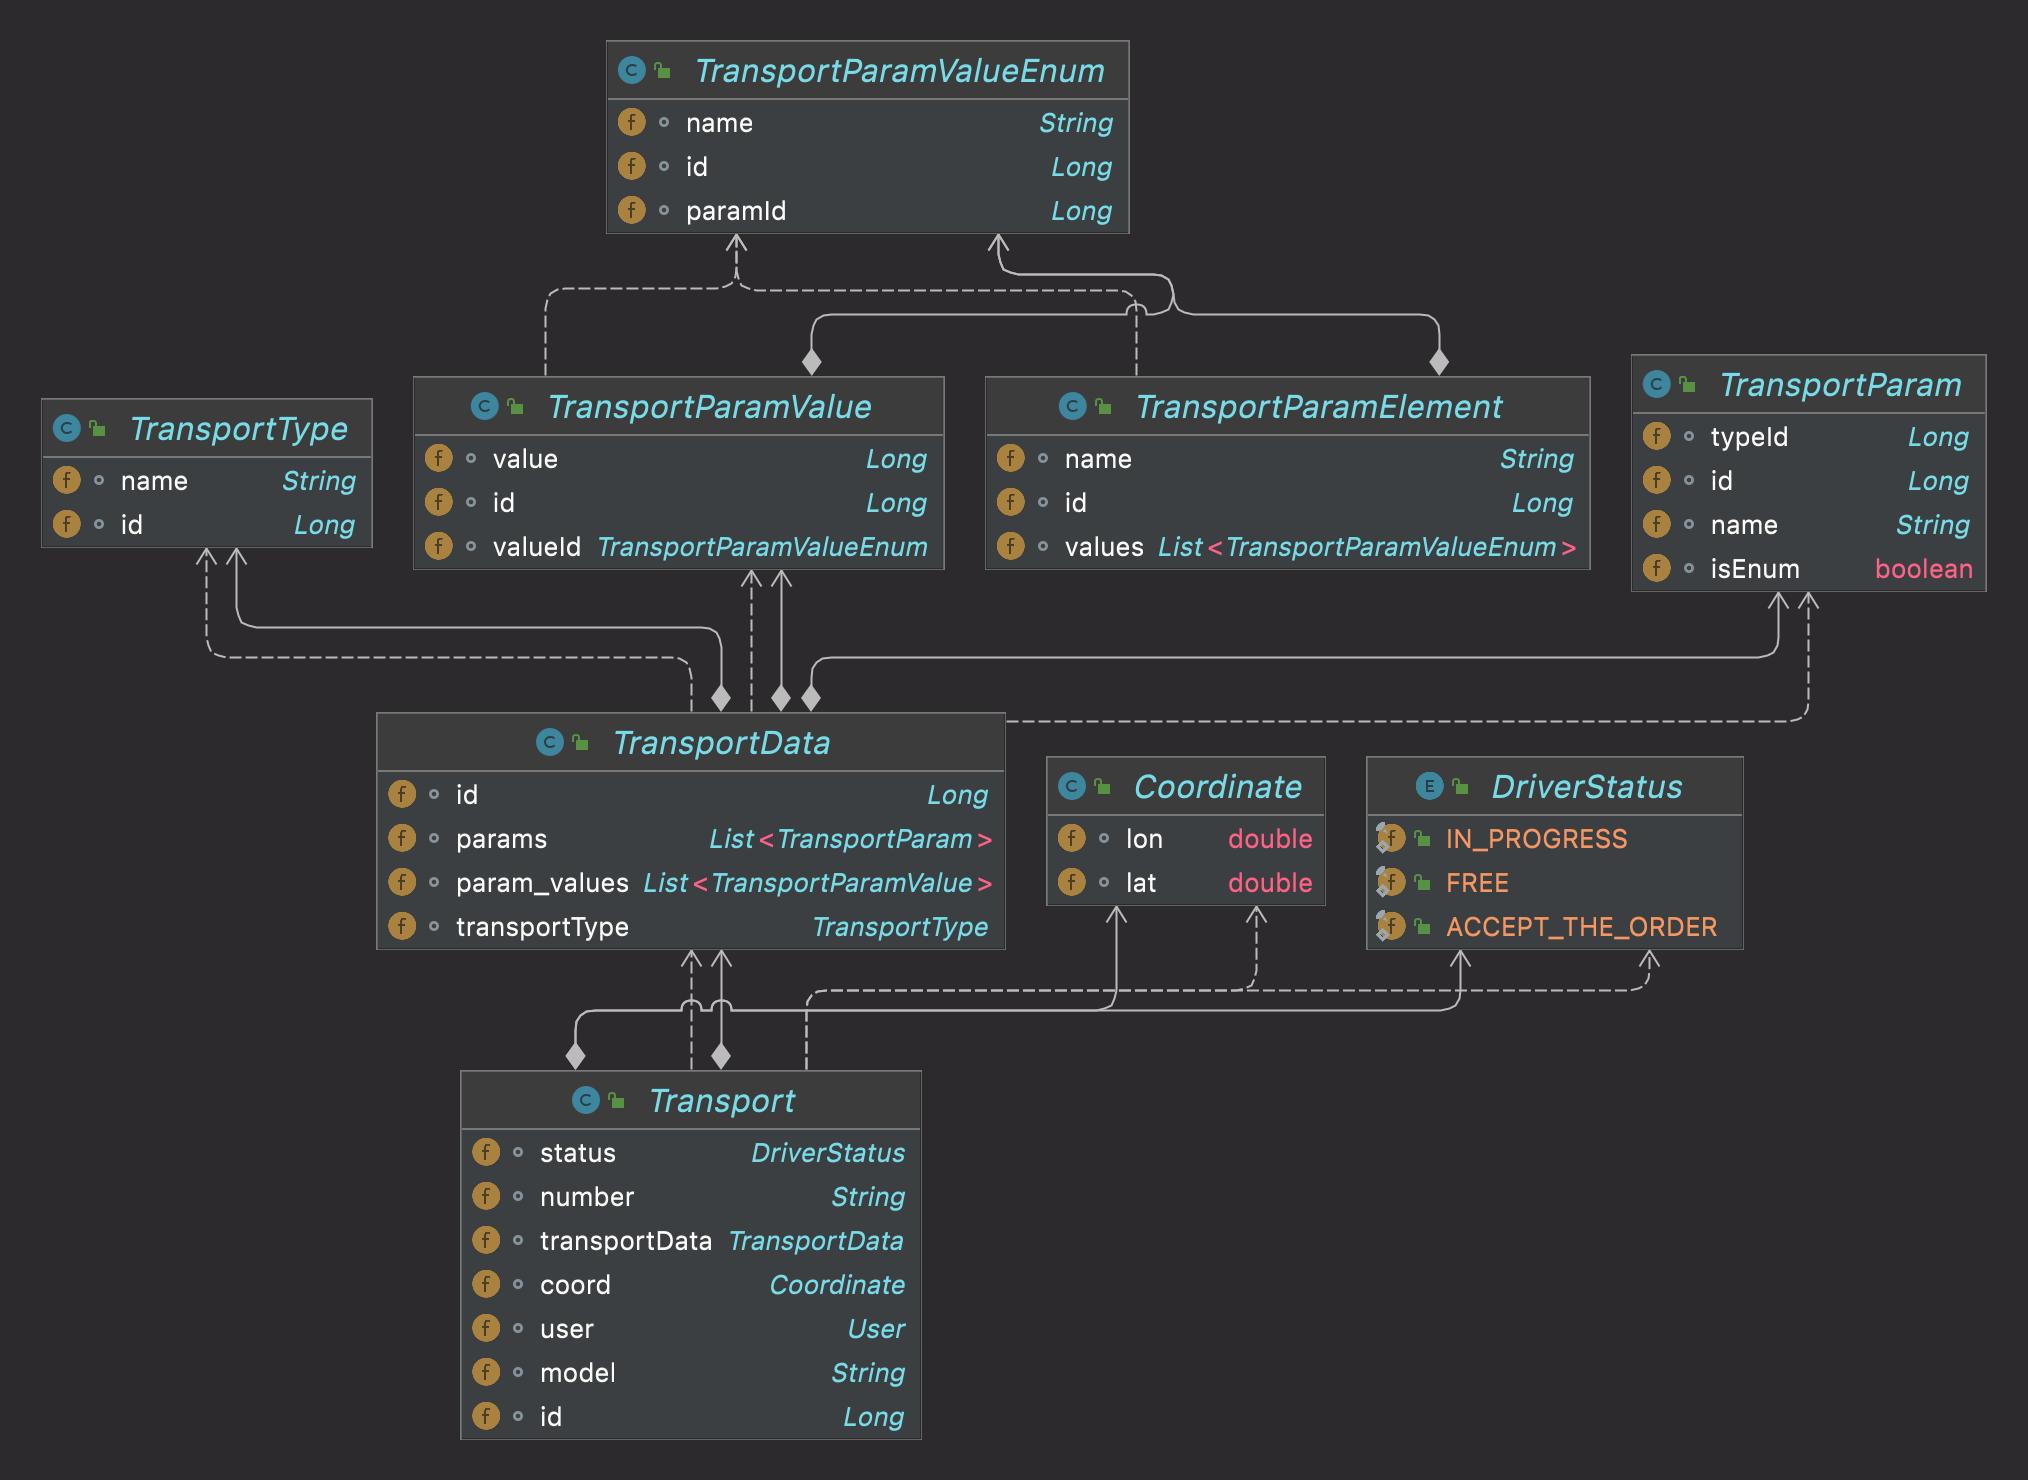 TransportParamValueEnum
name String
id Long
paramId Long
TransportType
name String
id Long
TransportParamValue
value Long
id Long
valueId TransportParamValueEnum
TransportParamElement
name String
id Long
values List<TransportParamValueEnum>
TransportParam
typeId Long
id Long
name String
isEnum boolean
TransportData
id Long
params List<TransportParam>
param_values List<TransportParamValue>
transportType TransportType
Coordinate
lon double
lat double
DriverStatus
IN_PROGRESS
FREE
ACCEPT_THE_ORDER
Transport
status DriverStatus
number String
transportData TransportData
coord Coordinate
user User
model String
id Long